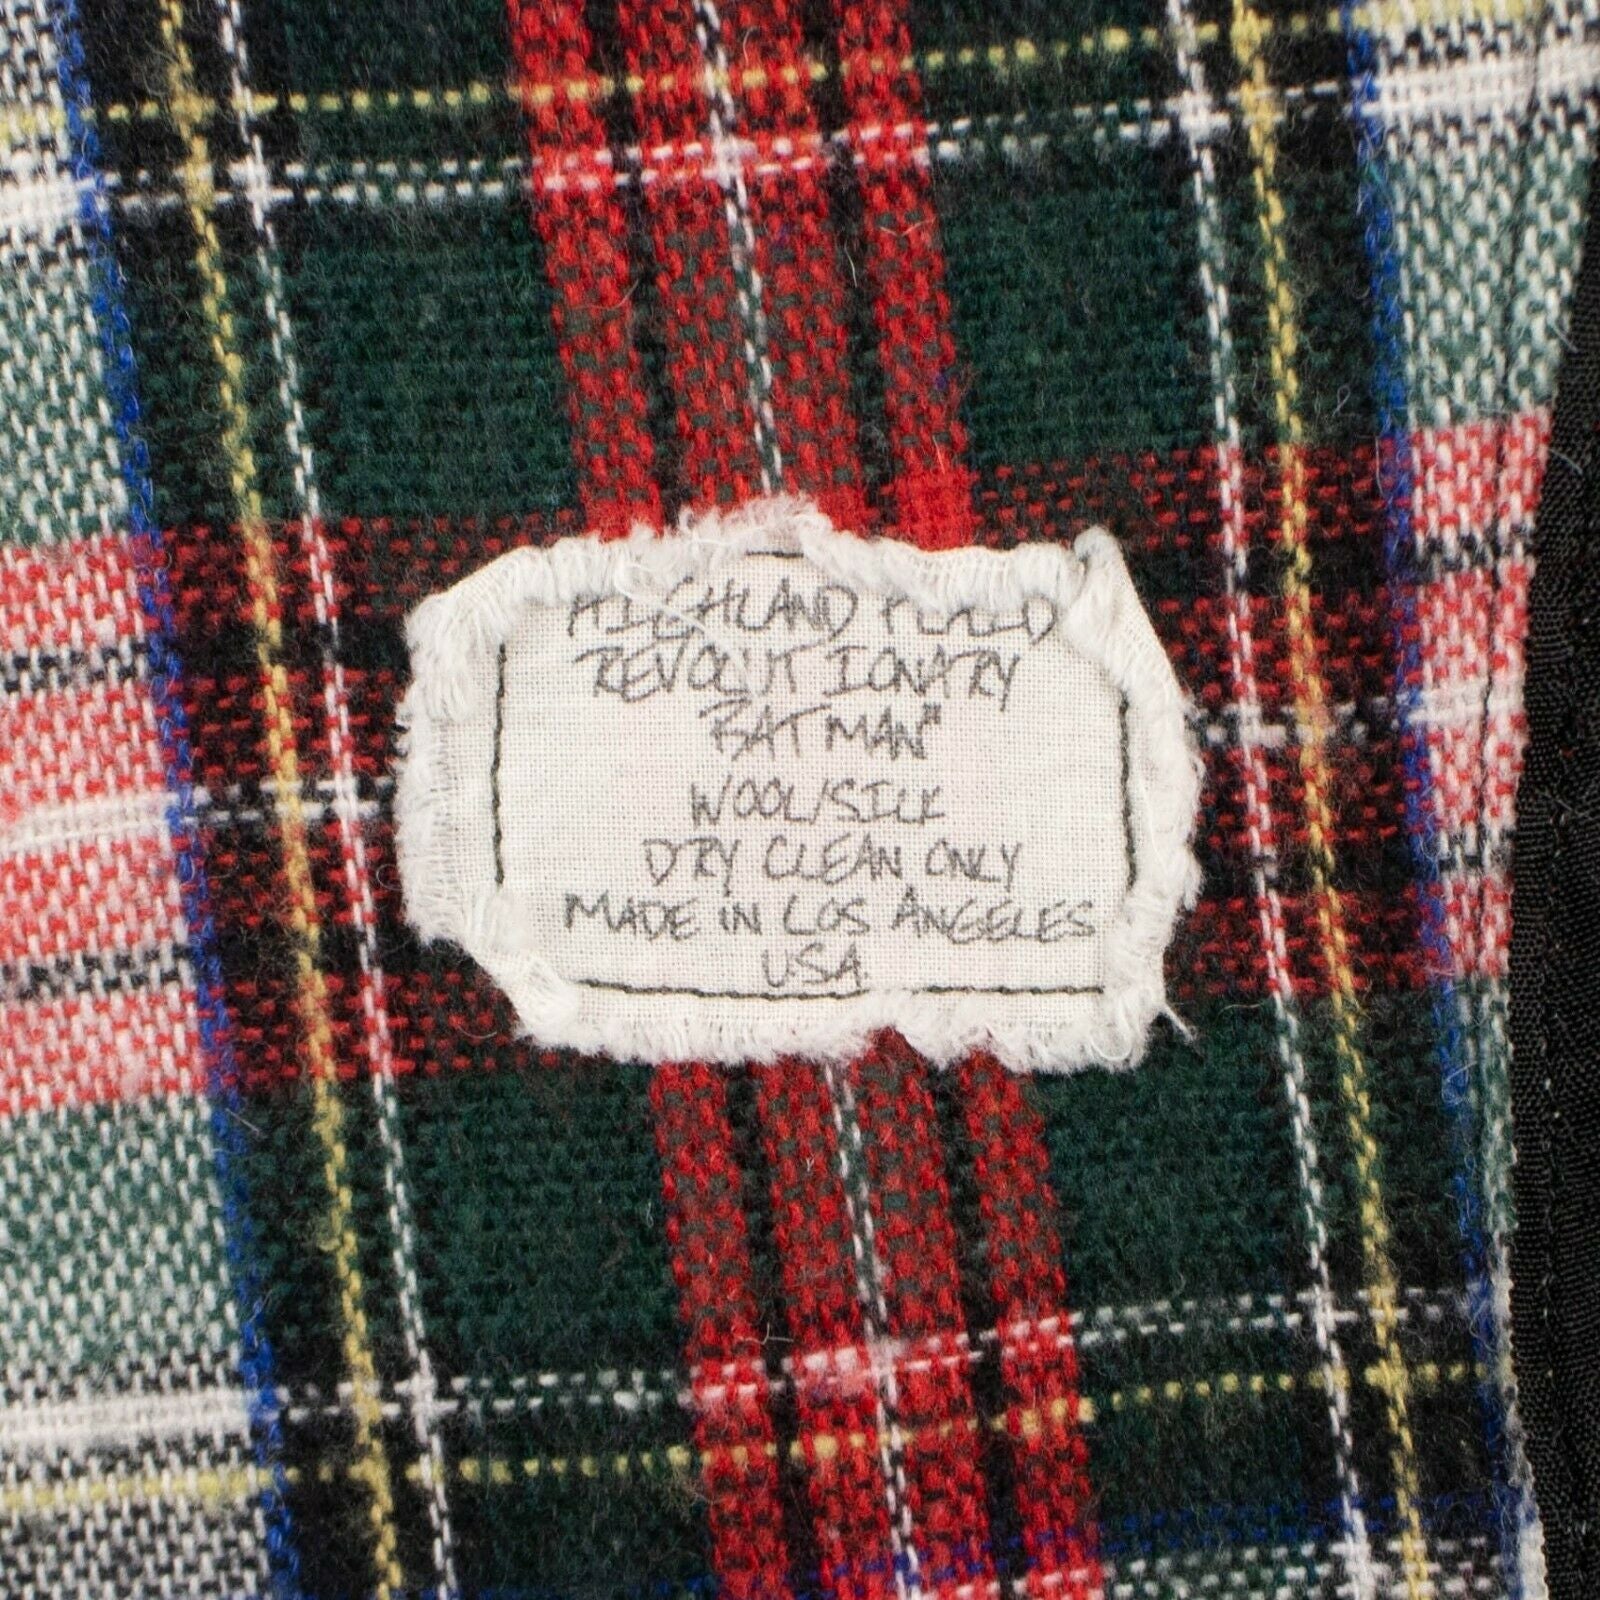 HIGHLAND PLAID
REVOLUTIONARY
BATMAN"
WOOL/SILK
DRY CLEAN ONLY
MADE IN LOS ANGELES
USA